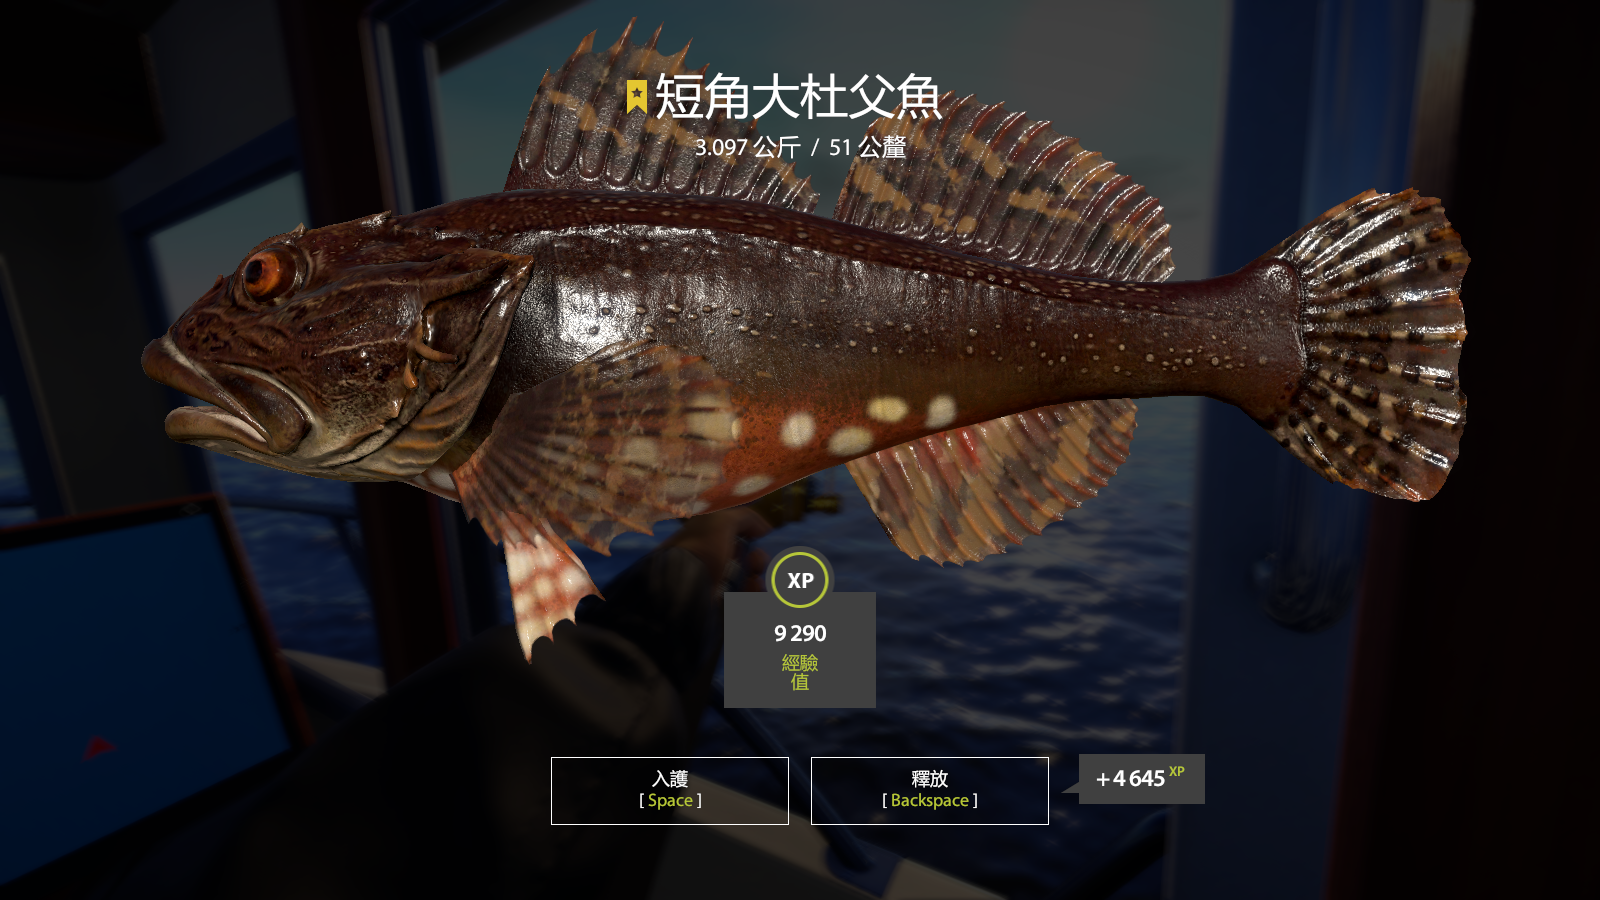 短角大杜父魚
3.097 公斤 / 51 公釐
XP
9 290
經驗
值
入護
[ Space ]
釋放
[ Backspace ]
+4 645 XP